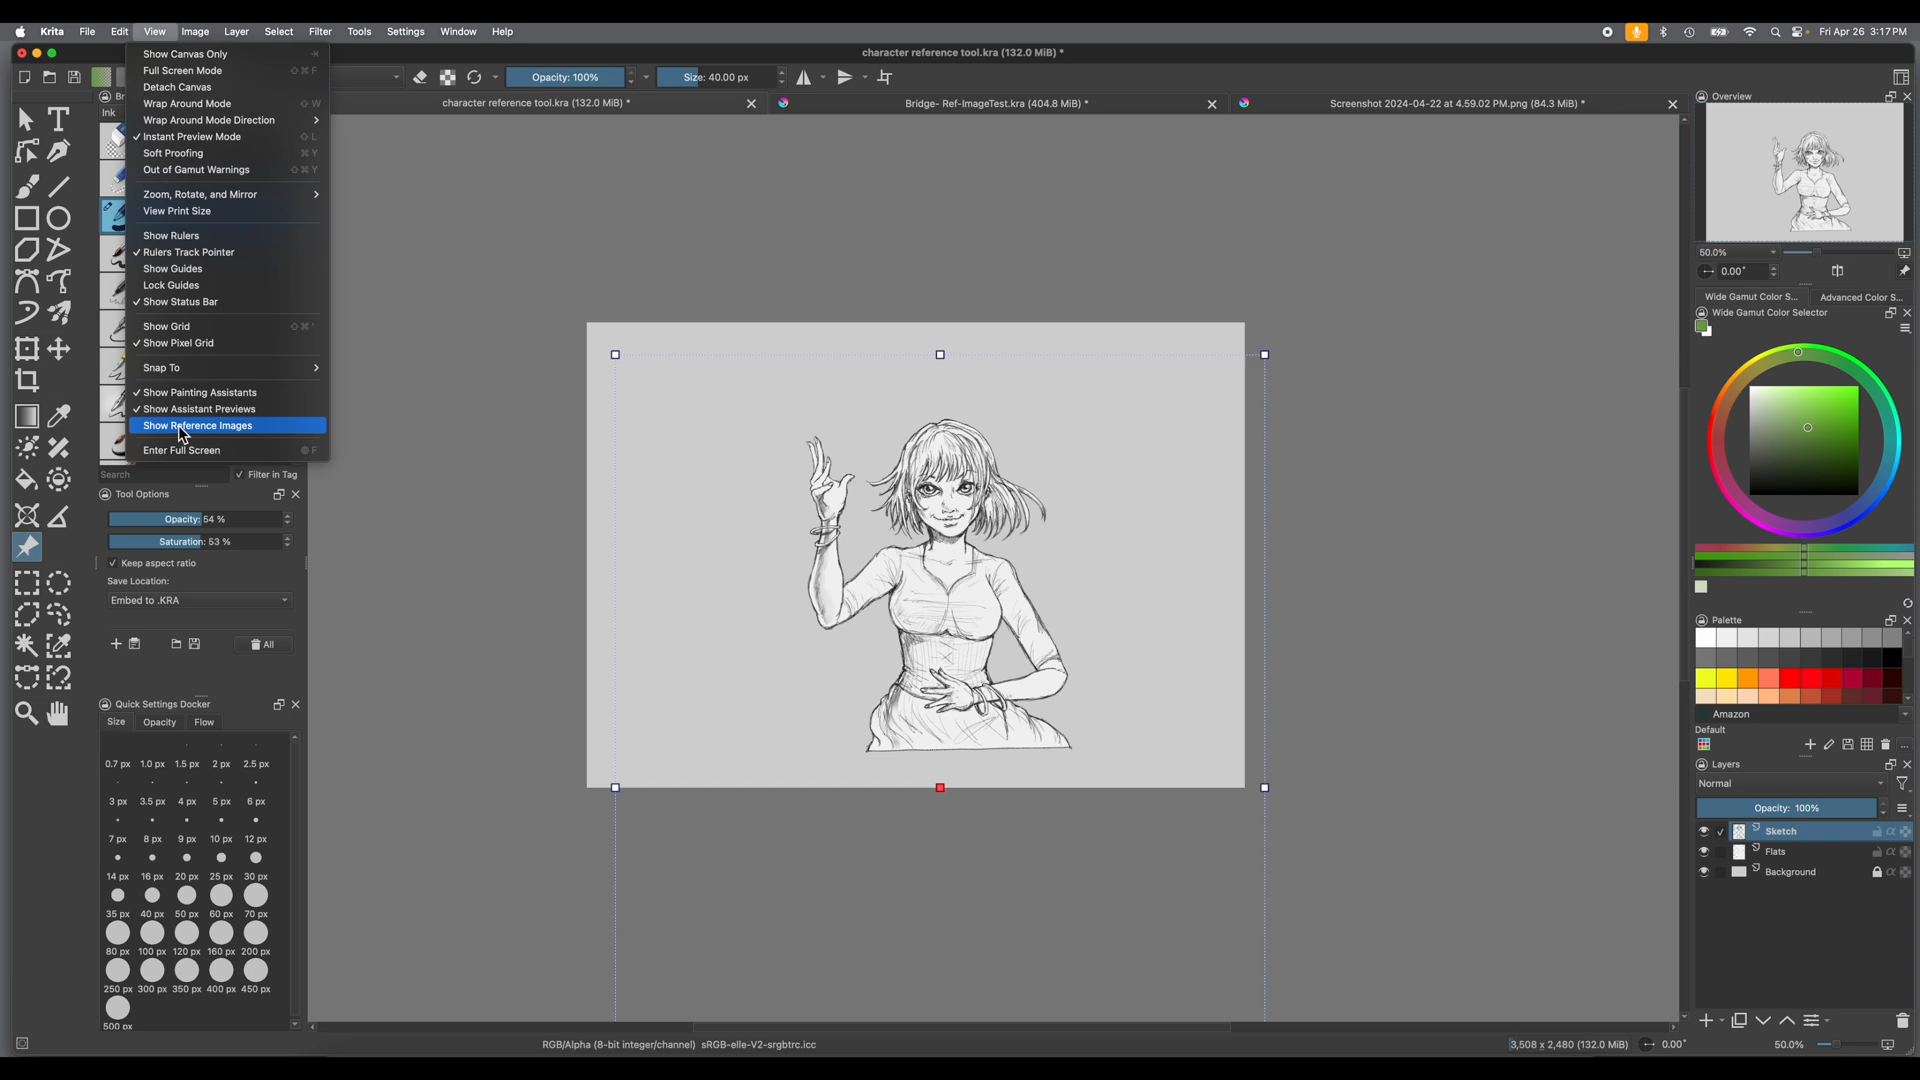 Krita File Edit View Image Layer Select Filter Tools Settings Window Help
Fri Apr 26 3:17 PM
character reference tool.kra (132.0 MiB) *
Opacity: 100%
Size: 40.00 px
character reference tool.kra (132.0 MiB) *
Bridge- Ref-ImageTest.kra (404.8 MiB) *
Screenshot 2024-04-22 at 4.59.02 PM.png (84.3 MiB) *
Br
Ink
Show Canvas Only
Full Screen Mode ⇧⌘F
Detach Canvas
Wrap Around Mode ⇧W
Wrap Around Mode Direction
Instant Preview Mode ⇧L
Soft Proofing ⌘Y
Out of Gamut Warnings ⇧⌘Y
Zoom, Rotate, and Mirror
View Print Size
Show Rulers
Rulers Track Pointer
Show Guides
Lock Guides
Show Status Bar
Show Grid ⇧⌘'
Show Pixel Grid
Snap To
Show Painting Assistants
Show Assistant Previews
Show Reference Images
Enter Full Screen F
Search
Filter in Tag
Tool Options
Opacity: 54 %
Saturation: 53 %
Keep aspect ratio
Save Location:
Embed to .KRA
All
Quick Settings Docker
Size Opacity Flow
0.7 px 1.0 px 1.5 px 2 px 2.5 px
3 px 3.5 px 4 px 5 px 6 px
7 px 8 px 9 px 10 px 12 px
14 px 16 px 20 px 25 px 30 px
35 px 40 px 50 px 60 px 70 px
80 px 100 px 120 px 160 px 200 px
250 px 300 px 350 px 400 px 450 px
500 px
Overview
50.0%
0.00°
Wide Gamut Color S... Advanced Color S...
Wide Gamut Color Selector
Palette
Amazon
Default
Layers
Normal
Opacity: 100%
Sketch
Flats
Background
RGB/Alpha (8-bit integer/channel) sRGB-elle-V2-srgbtrc.icc
3,508 x 2,480 (132.0 MiB)
0.00°
50.0%